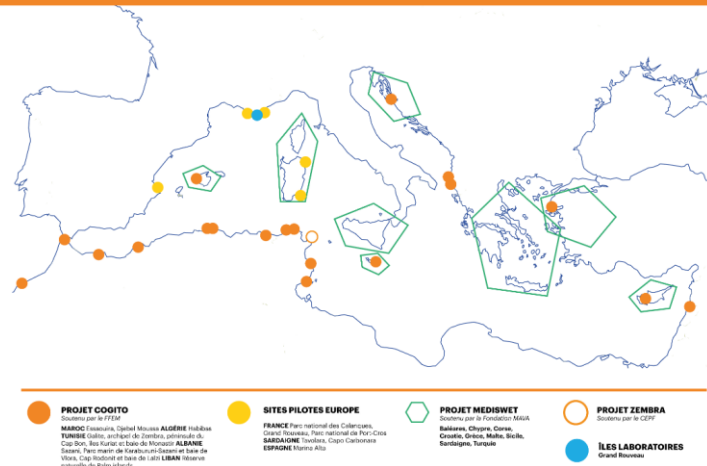 PROJET COGITO
Soutenu par le FFEM
MAROC Essaouira, Djebel Moussa ALGÉRIE Habibas
TUNISIE Galite, archipel de Zembra, péninsule du
Cap Bon, îles Kuriat et baie de Monastir ALBANIE
Sazani, Parc marin de Karaburuni-Sazani et baie de
Vlora, Cap Rodonit et baie de Lalzi LIBAN Réserve
naturelle de Palm islands
SITES PILOTES EUROPE
FRANCE Parc national des Calanques,
Grand Rouveau, Parc national de Port-Cros
SARDAIGNE Tavolara, Capo Carbonara
ESPAGNE Marina Alta
PROJET MEDISWET
Soutenu par la Fondation MAVA
Baléares, Chypre, Corse,
Croatie, Grèce, Malte, Sicile,
Sardaigne, Turquie
PROJET ZEMBRA
Soutenu par le CEPF
ÎLES LABORATOIRES
Grand Rouveau